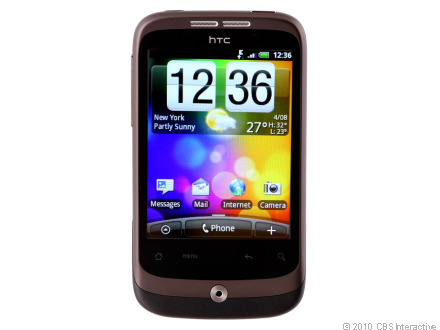 hTC
12:36
12 36
New York
Partly Sunny
4/08
27° H: 32°
L: 23°
Messages Mail Internet Camera
Phone
menu
© 2010 CBS Interactive